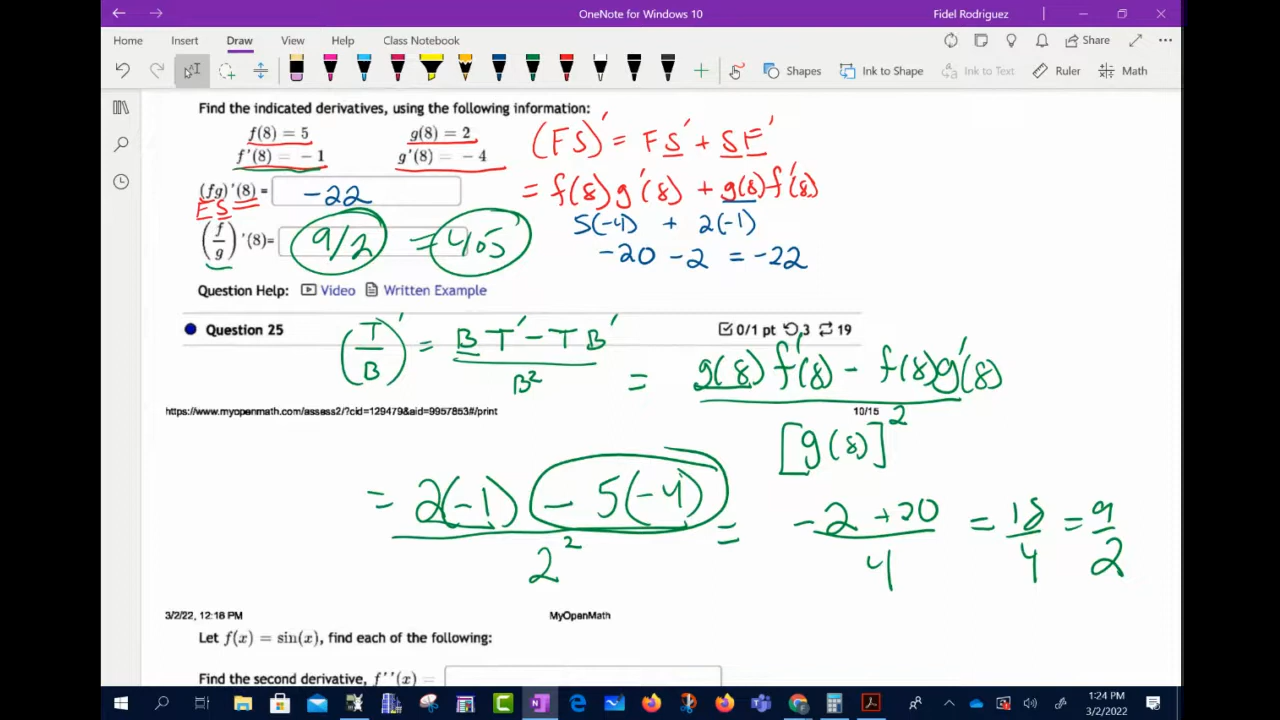 OneNote for Windows 10
Fidel Rodriguez
Home Insert Draw View Help Class Notebook
Share
Shapes Ink to Shape Ink to Text Ruler Math
Find the indicated derivatives, using the following information:
f(8) = 5 g(8) = 2
f'(8) = − 1 g'(8) = − 4
(FS)' = FS' + SF'
(fg)'(8) = -22
FS
= f(8)g'(8) + g(8)f'(8)
5(-4) + 2(-1)
-20 -2 = -22
(f/g)'(8)= 9/2 = 4.5
Question Help: Video Written Example
Question 25
0/1 pt 3 19
(T/B)' = (BT' - TB')/B²
= (g(8)f'(8) - f(8)g'(8))/[g(8)]²
https://www.myopenmath.com/assess2/?cid=129479&aid=9957853#/print
10/15
= (2(-1) - 5(-4))/2² = (-2+20)/4 = 18/4 = 9/2
3/2/22, 12:18 PM
MyOpenMath
Let f(x) = sin(x), find each of the following:
Find the second derivative, f''(x) =
1:24 PM
3/2/2022